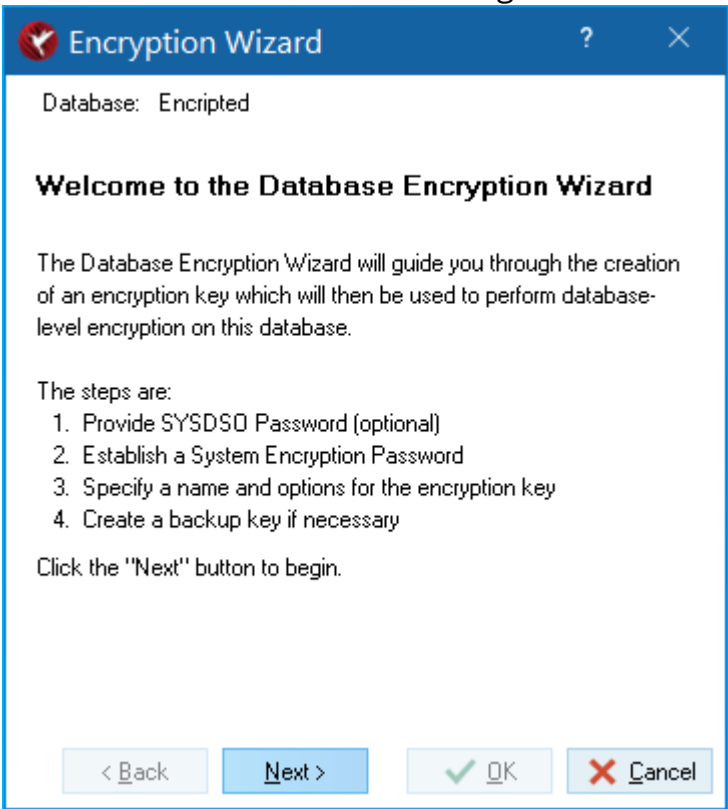 Encryption Wizard ? ×
Database: Encripted
Welcome to the Database Encryption Wizard
The Database Encryption Wizard will guide you through the creation
of an encryption key which will then be used to perform database-
level encryption on this database.
The steps are:
1. Provide SYSDSO Password (optional)
2. Establish a System Encryption Password
3. Specify a name and options for the encryption key
4. Create a backup key if necessary
Click the "Next" button to begin.
< Back Next > OK Cancel